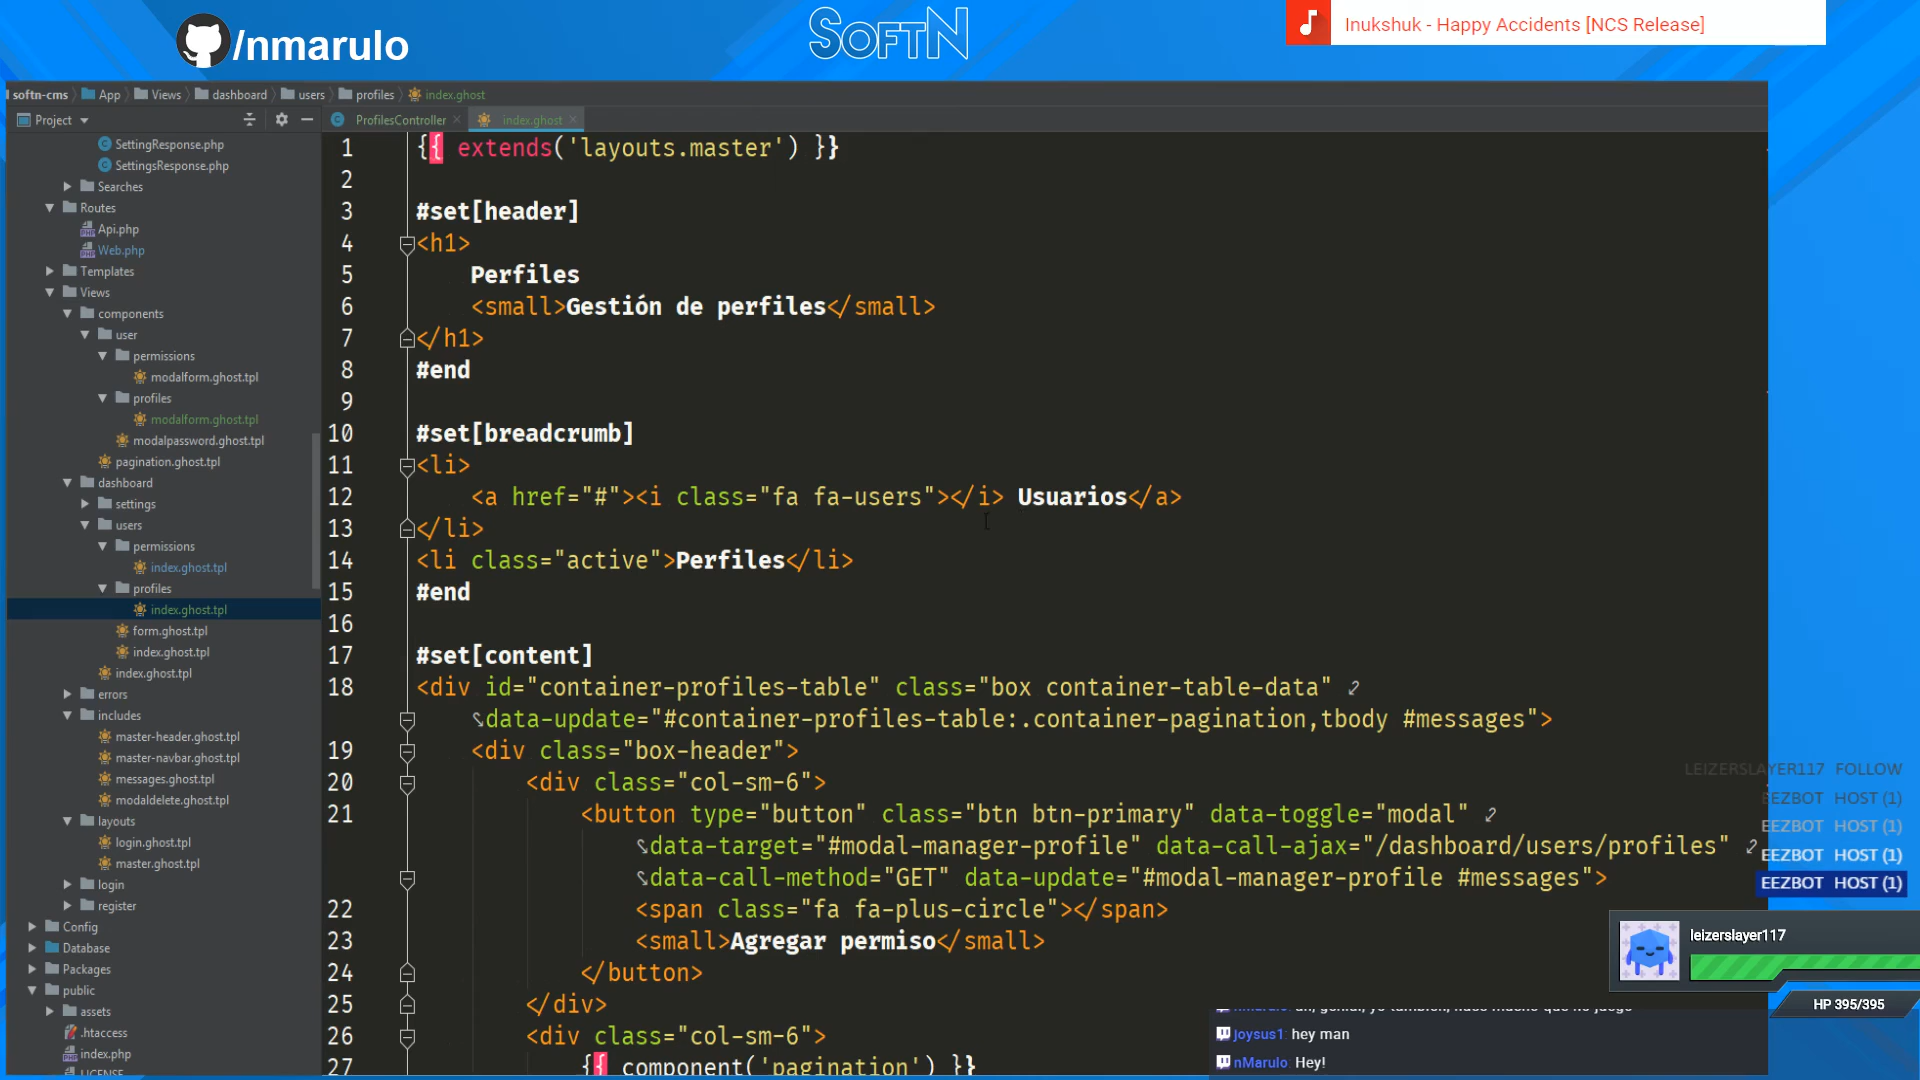 /nmarulo
SOFTN
Inukshuk - Happy Accidents [NCS Release]
softn-cms App Views dashboard users profiles index.ghost
Project
ProfilesController
index.ghost
SettingResponse.php
SettingsResponse.php
Searches
Routes
Api.php
Web.php
Templates
Views
components
user
permissions
modalform.ghost.tpl
profiles
modalform.ghost.tpl
modalpassword.ghost.tpl
pagination.ghost.tpl
dashboard
settings
users
permissions
index.ghost.tpl
profiles
index.ghost.tpl
form.ghost.tpl
index.ghost.tpl
index.ghost.tpl
errors
includes
master-header.ghost.tpl
master-navbar.ghost.tpl
messages.ghost.tpl
modaldelete.ghost.tpl
layouts
login.ghost.tpl
master.ghost.tpl
login
register
Config
Database
Packages
public
assets
.htaccess
index.php
LICENSE
1 {{ extends('layouts.master') }}
2
3 #set[header]
4 <h1>
5 Perfiles
6 <small>Gestión de perfiles</small>
7 </h1>
8 #end
9
10 #set[breadcrumb]
11 <li>
12 <a href="#"><i class="fa fa-users"></i> Usuarios</a>
13 </li>
14 <li class="active">Perfiles</li>
15 #end
16
17 #set[content]
18 <div id="container-profiles-table" class="box container-table-data"
data-update="#container-profiles-table:.container-pagination,tbody #messages">
19 <div class="box-header">
20 <div class="col-sm-6">
21 <button type="button" class="btn btn-primary" data-toggle="modal"
data-target="#modal-manager-profile" data-call-ajax="/dashboard/users/profiles"
data-call-method="GET" data-update="#modal-manager-profile #messages">
22 <span class="fa fa-plus-circle"></span>
23 <small>Agregar permiso</small>
24 </button>
25 </div>
26 <div class="col-sm-6">
27 {{ component('pagination') }}
LEIZERSLAYER117 FOLLOW
EEZBOT HOST (1)
EEZBOT HOST (1)
EEZBOT HOST (1)
EEZBOT HOST (1)
leizerslayer117
HP 395/395
joysus1: hey man
nMarulo: Hey!